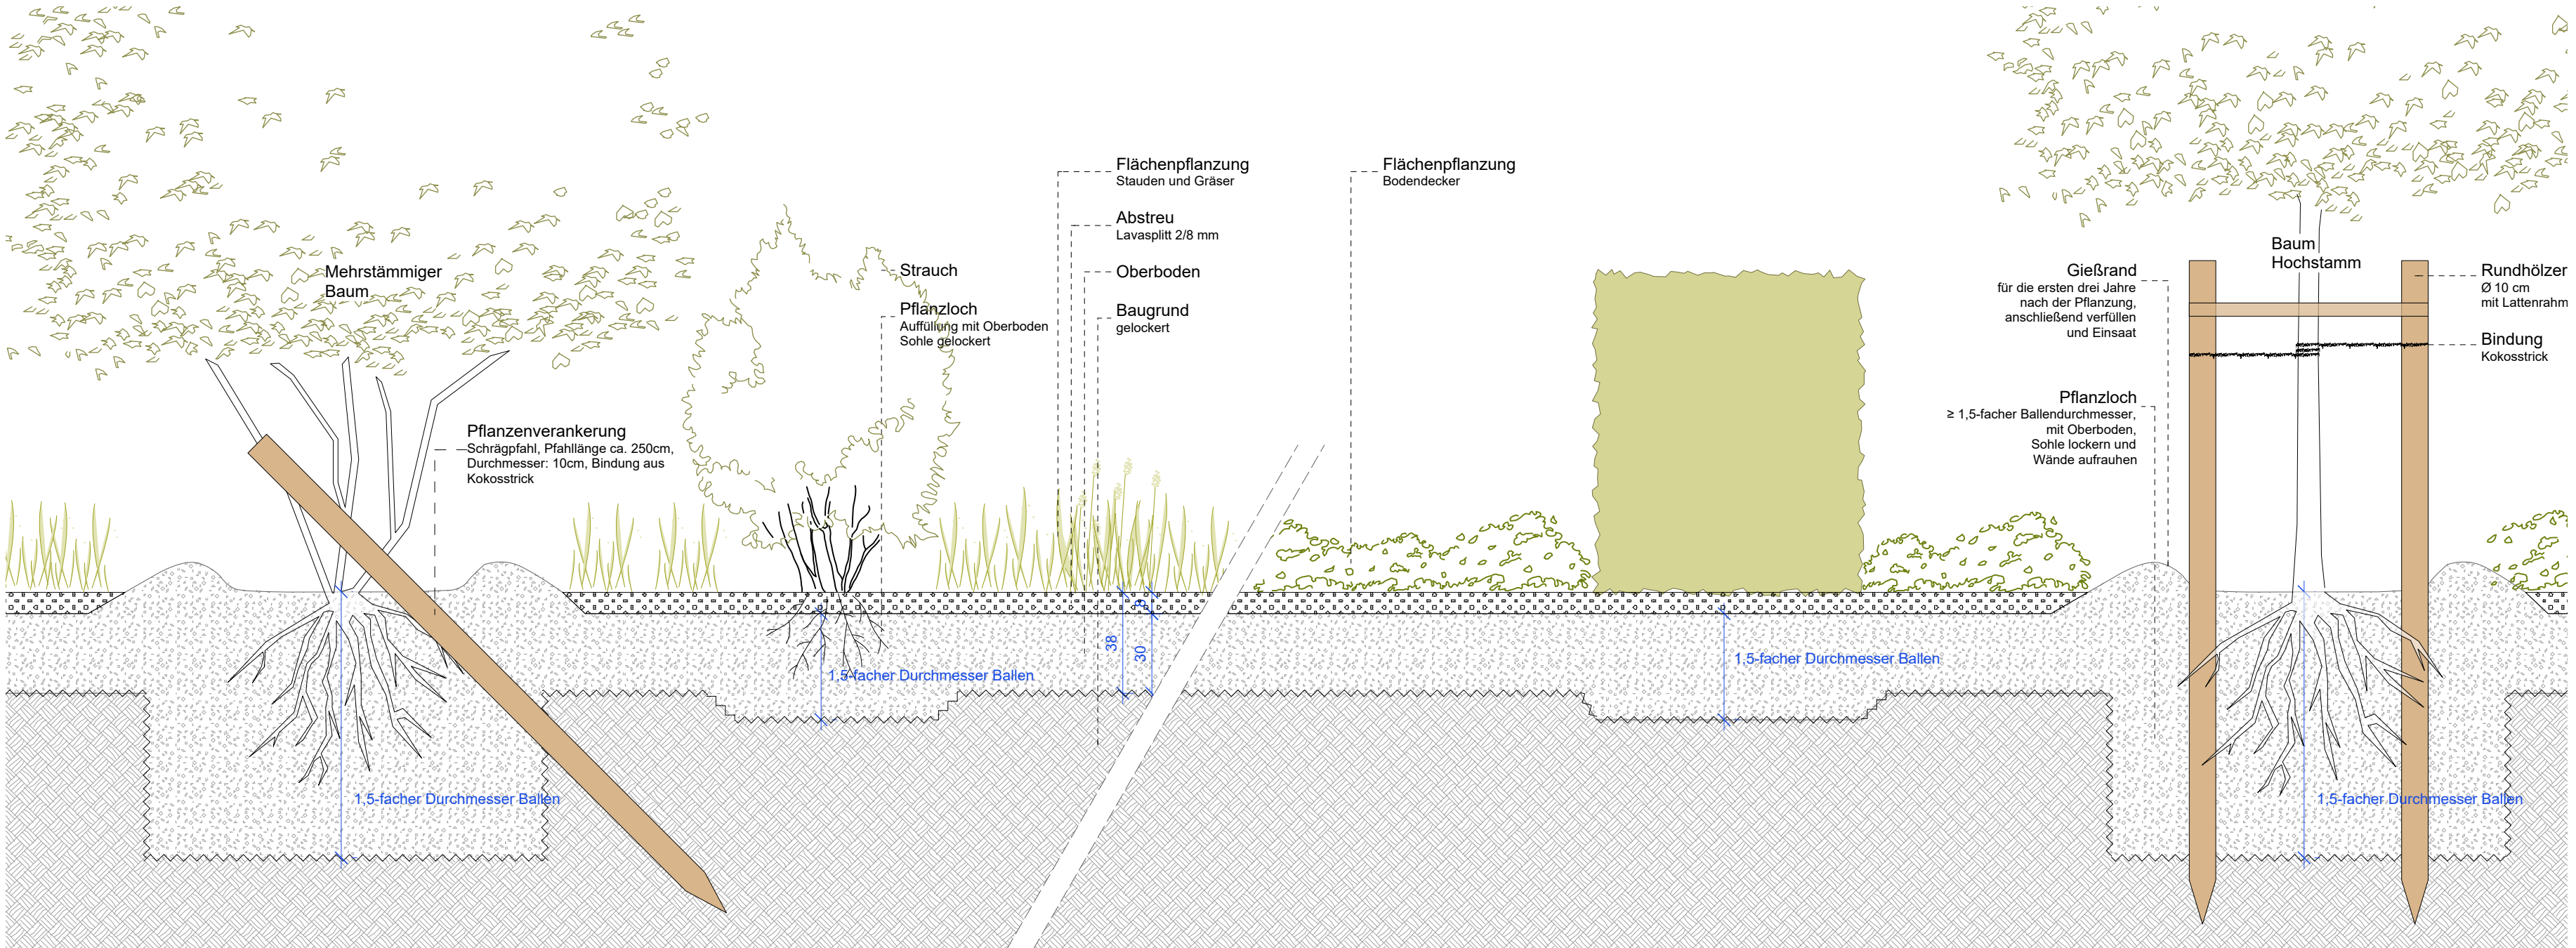 Mehrstämmiger
Baum
Pflanzenverankerung
Schrägpfahl, Pfahllänge ca. 250cm,
Durchmesser: 10cm, Bindung aus
Kokosstrick
1,5-facher Durchmesser Ballen
Strauch
Pflanzloch
Auffüllung mit Oberboden
Sohle gelockert
1,5-facher Durchmesser Ballen
Flächenpflanzung
Stauden und Gräser
Abstreu
Lavasplitt 2/8 mm
Oberboden
Baugrund
gelockert
8
38
30
Flächenpflanzung
Bodendecker
1,5-facher Durchmesser Ballen
Gießrand
für die ersten drei Jahre
nach der Pflanzung,
anschließend verfüllen
und Einsaat
Pflanzloch
≥ 1,5-facher Ballendurchmesser,
mit Oberboden,
Sohle lockern und
Wände aufrauhen
Baum
Hochstamm
Rundhölzer
Ø 10 cm
mit Lattenrahm
Bindung
Kokosstrick
1,5-facher Durchmesser Ballen